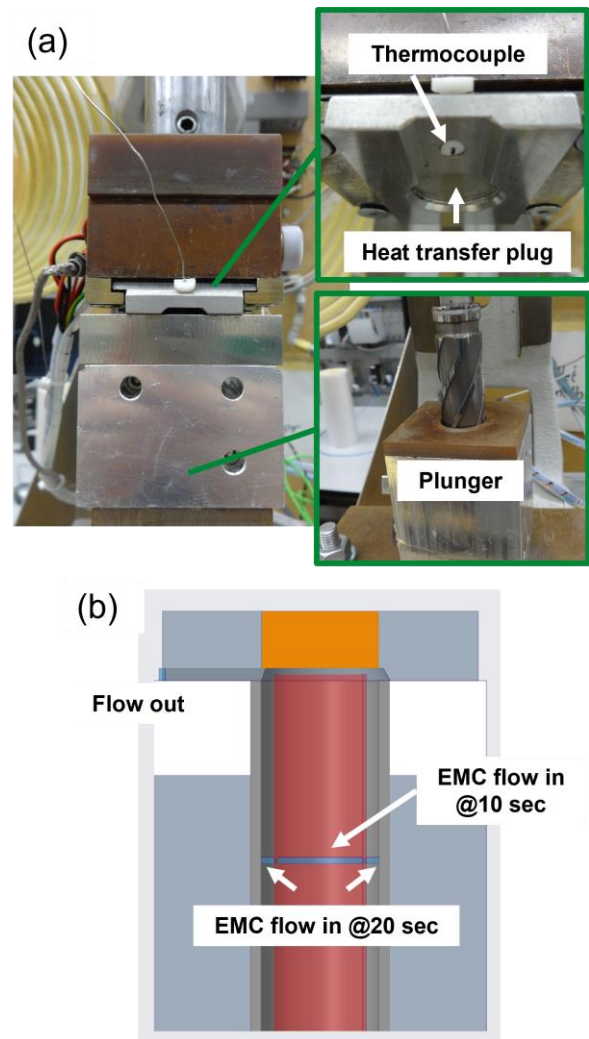 (a)
Thermocouple
Heat transfer plug
Plunger
(b)
Flow out
EMC flow in
@10 sec
EMC flow in @20 sec